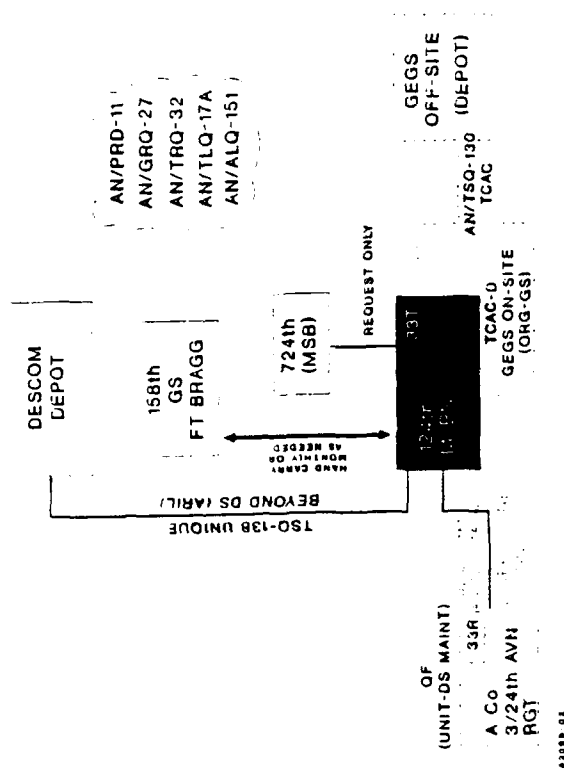 DESCOM
DEPOT
158th
GS
FT BRAGG
AN/PRD-11
AN/GRQ-27
AN/TRQ-32
AN/TLQ-17A
AN/ALQ-151
TSQ-138 UNIQUE
BEYOND DS (ARIL)
HAND CARRY
MONTHLY OR
AS NEEDED
724th
(MSB)
REQUEST ONLY
QF
(UNIT-DS MAINT)
33R
A Co
3/24th AVN
RGT
124MI
33T
TCAC-D
GEGS ON-SITE
(ORG-GS)
AN/TSQ-130
TCAC
GEGS
OFF-SITE
(DEPOT)